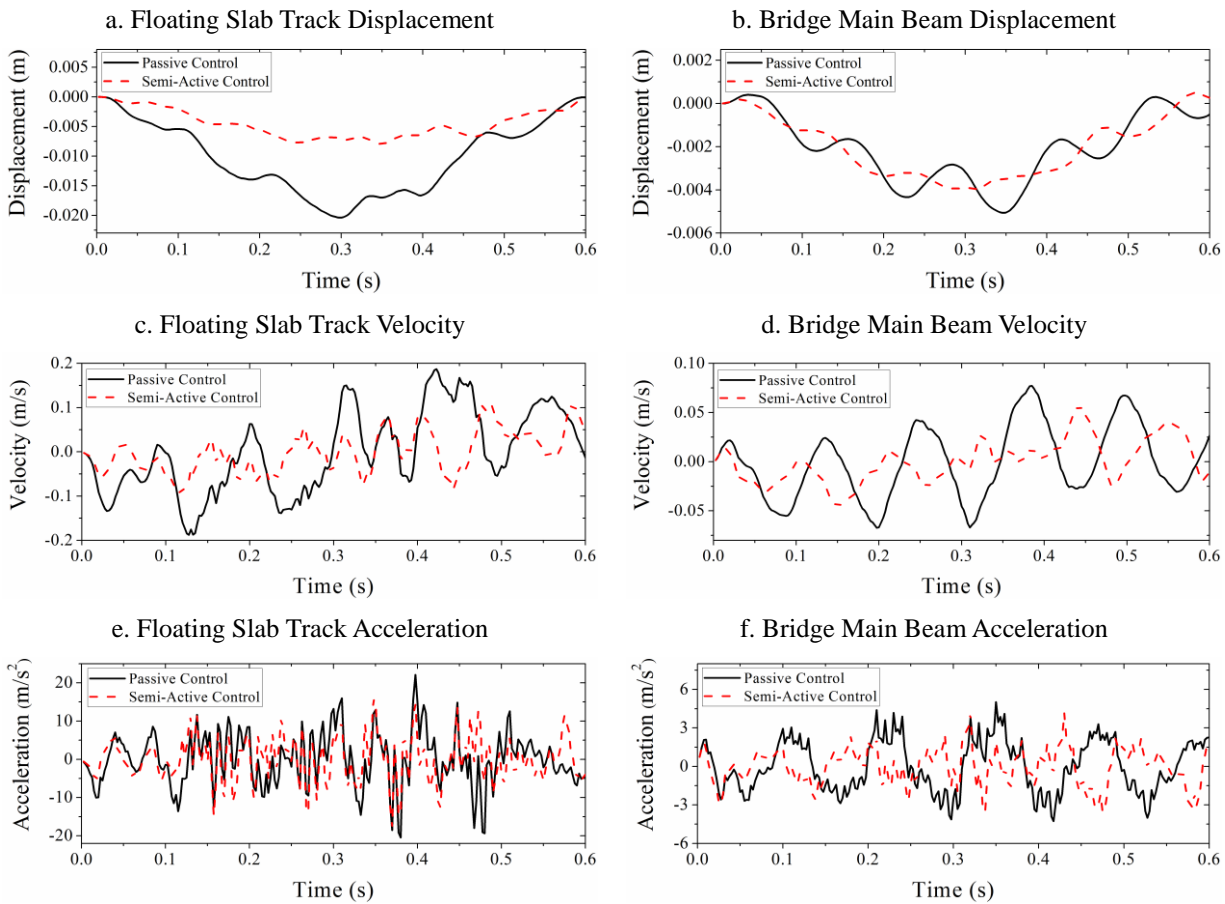 a. Floating Slab Track Displacement
Passive Control
Semi-Active Control
Displacement (m)
0.005
0.000
-0.005
-0.010
-0.015
-0.020
0.0 0.1 0.2 0.3 0.4 0.5 0.6
Time (s)
b. Bridge Main Beam Displacement
Passive Control
Semi-Active Control
Displacement (m)
0.002
0.000
-0.002
-0.004
-0.006
0.0 0.1 0.2 0.3 0.4 0.5 0.6
Time (s)
c. Floating Slab Track Velocity
Passive Control
Semi-Active Control
Velocity (m/s)
0.2
0.1
0.0
-0.1
-0.2
0.0 0.1 0.2 0.3 0.4 0.5 0.6
Time (s)
d. Bridge Main Beam Velocity
Passive Control
Semi-Active Control
Velocity (m/s)
0.10
0.05
0.00
-0.05
0.0 0.1 0.2 0.3 0.4 0.5 0.6
Time (s)
e. Floating Slab Track Acceleration
Passive Control
Semi-Active Control
Acceleration (m/s²)
20
10
0
-10
-20
0.0 0.1 0.2 0.3 0.4 0.5 0.6
Time (s)
f. Bridge Main Beam Acceleration
Passive Control
Semi-Active Control
Acceleration (m/s²)
6
3
0
-3
-6
0.0 0.1 0.2 0.3 0.4 0.5 0.6
Time (s)